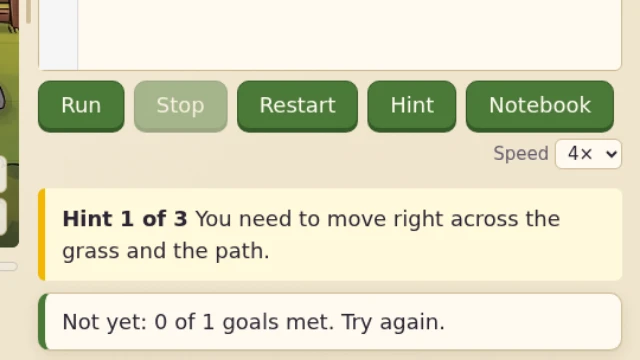 Run Stop Restart Hint Notebook
Speed 4×
Hint 1 of 3 You need to move right across the
grass and the path.
Not yet: 0 of 1 goals met. Try again.